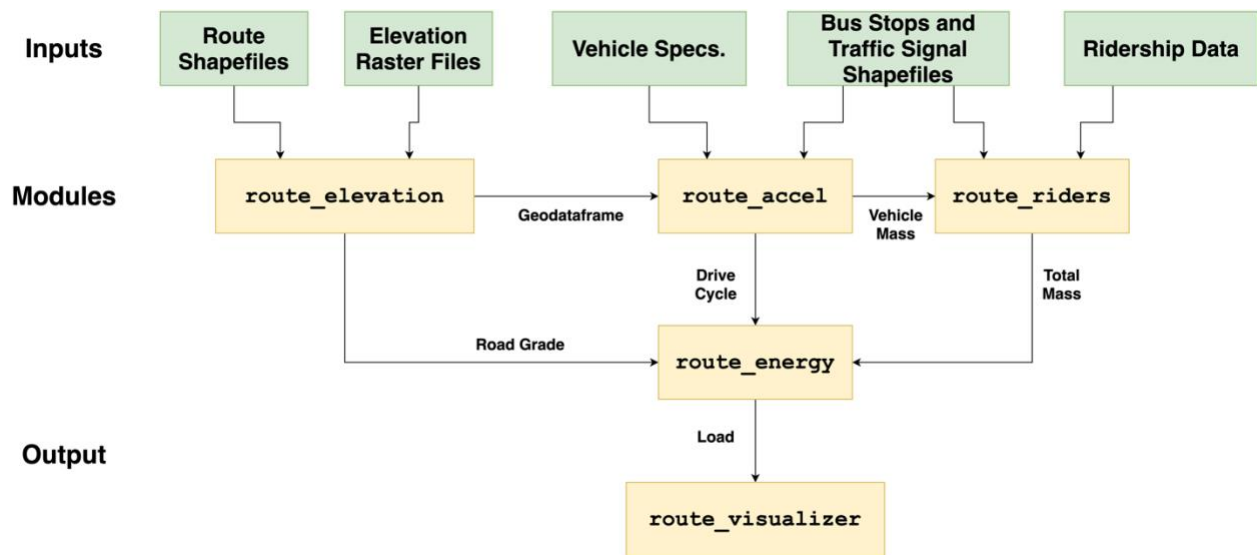 Inputs
Route
Shapefiles
Elevation
Raster Files
Vehicle Specs.
Bus Stops and
Traffic Signal
Shapefiles
Ridership Data
Modules
route_elevation
Geodataframe
route_accel
Vehicle
Mass
route_riders
Drive
Cycle
Total
Mass
Road Grade
route_energy
Load
Output
route_visualizer